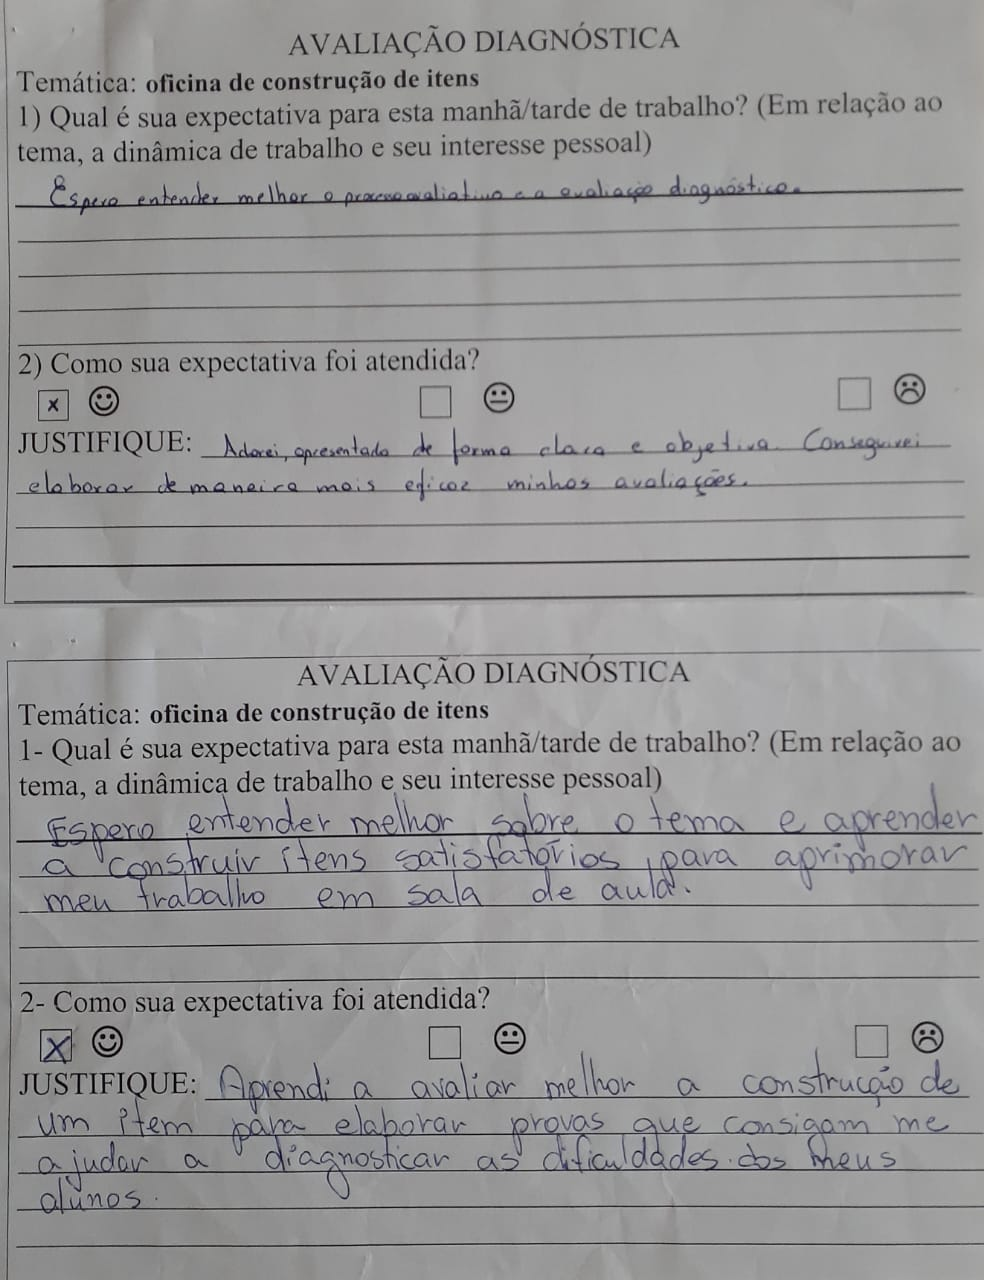 AVALIAÇÃO DIAGNÓSTICA
Temática: oficina de construção de itens
1) Qual é sua expectativa para esta manhã/tarde de trabalho? (Em relação ao
tema, a dinâmica de trabalho e seu interesse pessoal)
Espero entender melhor o processo avaliativo e a avaliação diagnóstica.
2) Como sua expectativa foi atendida?
x
JUSTIFIQUE: Adorei, apresentada de forma clara e objetiva. Conseguirei
elaborar de maneira mais eficaz minhas avaliações.
AVALIAÇÃO DIAGNÓSTICA
Temática: oficina de construção de itens
1- Qual é sua expectativa para esta manhã/tarde de trabalho? (Em relação ao
tema, a dinâmica de trabalho e seu interesse pessoal)
Espero entender melhor sobre o tema e aprender
a construir itens satisfatórios, para aprimorar
meu trabalho em sala de aula.
2- Como sua expectativa foi atendida?
X
JUSTIFIQUE: Aprendi a avaliar melhor a construção de
um item para elaborar provas que consigam me
ajudar a diagnosticar as dificuldades dos meus
alunos.